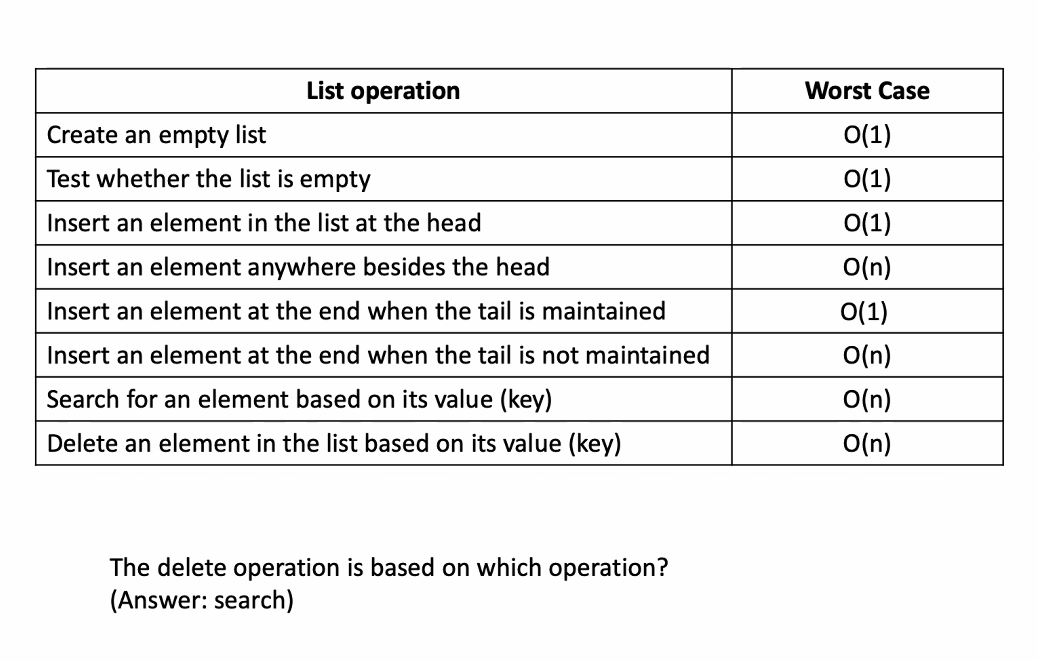 List operation Worst Case
Create an empty list O(1)
Test whether the list is empty O(1)
Insert an element in the list at the head O(1)
Insert an element anywhere besides the head O(n)
Insert an element at the end when the tail is maintained O(1)
Insert an element at the end when the tail is not maintained O(n)
Search for an element based on its value (key) O(n)
Delete an element in the list based on its value (key) O(n)
The delete operation is based on which operation?
(Answer: search)